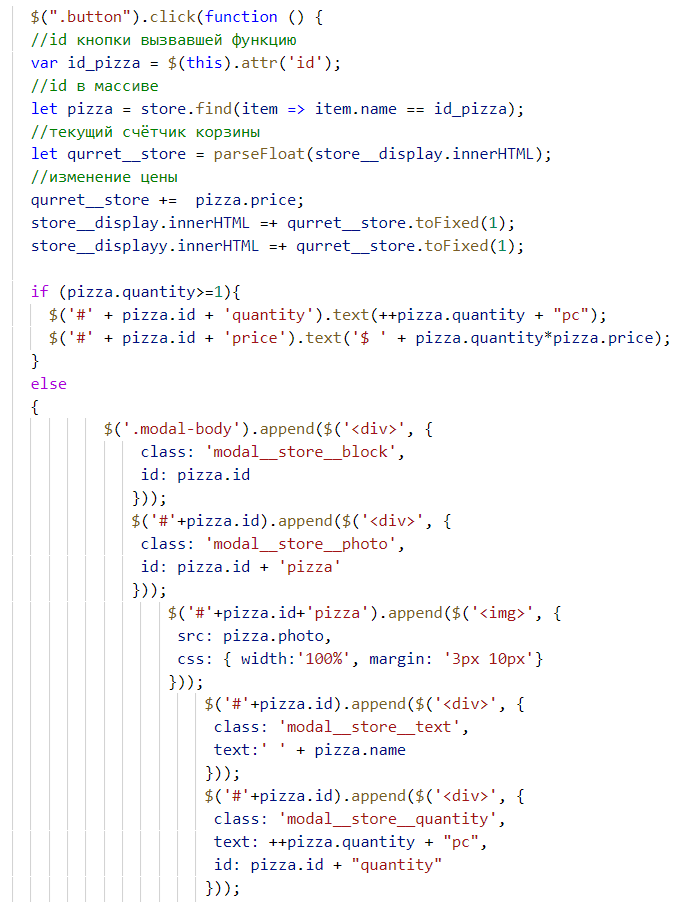 $(".button").click(function () {
//id кнопки вызвавшей функцию
var id_pizza = $(this).attr('id');
//id в массиве
let pizza = store.find(item => item.name == id_pizza);
//текущий счётчик корзины
let qurret__store = parseFloat(store__display.innerHTML);
//изменение цены
qurret__store +=  pizza.price;
store__display.innerHTML =+ qurret__store.toFixed(1);
store__displayy.innerHTML =+ qurret__store.toFixed(1);
if (pizza.quantity>=1){
$('#' + pizza.id + 'quantity').text(++pizza.quantity + "pc");
$('#' + pizza.id + 'price').text('$ ' + pizza.quantity*pizza.price);
}
else
{
$('.modal-body').append($('<div>', {
class: 'modal__store__block',
id: pizza.id
}));
$('#'+pizza.id).append($('<div>', {
class: 'modal__store__photo',
id: pizza.id + 'pizza'
}));
$('#'+pizza.id+'pizza').append($('<img>', {
src: pizza.photo,
css: { width:'100%', margin: '3px 10px'}
}));
$('#'+pizza.id).append($('<div>', {
class: 'modal__store__text',
text:' ' + pizza.name
}));
$('#'+pizza.id).append($('<div>', {
class: 'modal__store__quantity',
text: ++pizza.quantity + "pc",
id: pizza.id + "quantity"
}));